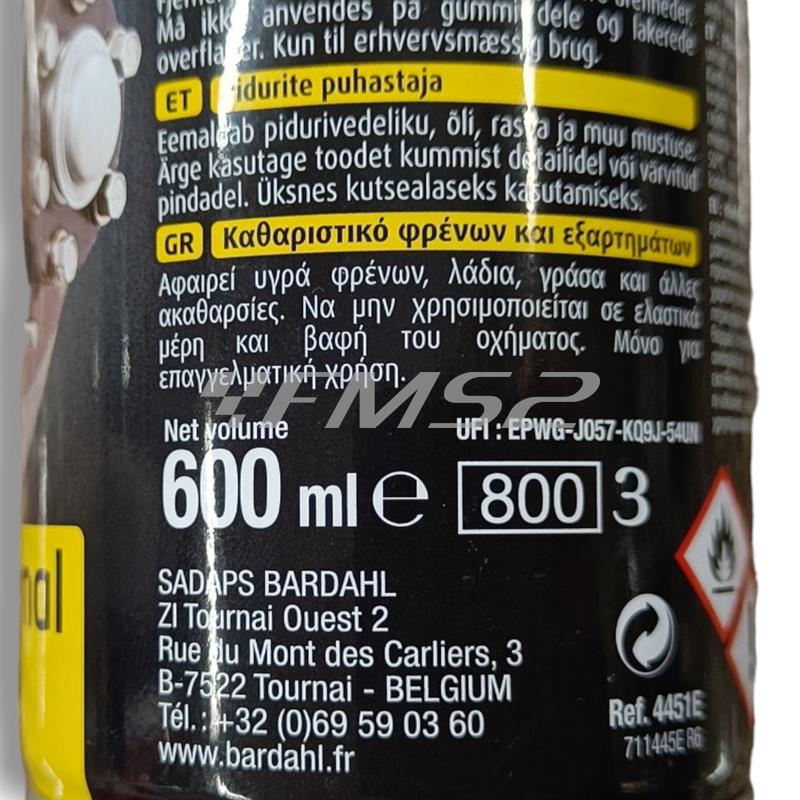 Må ikke anvendes på gummidele og lakerede
overflader. Kun til erhvervsmæssig brug.
ET Pidurite puhastaja
Eemaldab pidurivedeliku, õli, rasva ja muu mustuse.
Ärge kasutage toodet kummist detailidel või värvitud
pindadel. Üksnes kutsealaseks kasutamiseks.
GR Καθαριστικό φρένων και εξαρτημάτων
Αφαιρεί υγρά φρένων, λάδια, γράσα και άλλες
ακαθαρσίες. Να μην χρησιμοποιείται σε ελαστικά
μέρη και βαφή του οχήματος. Μόνο για
επαγγελματική χρήση.
FMS2
Net volume
UFI : EPWG-J057-KQ9J-54UN
600 ml e 800 3
nal
SADAPS BARDAHL
ZI Tournai Ouest 2
Rue du Mont des Carliers, 3
B-7522 Tournai - BELGIUM
Tél.: +32 (0)69 59 03 60
www.bardahl.fr
Ref. 4451E
711445E R6